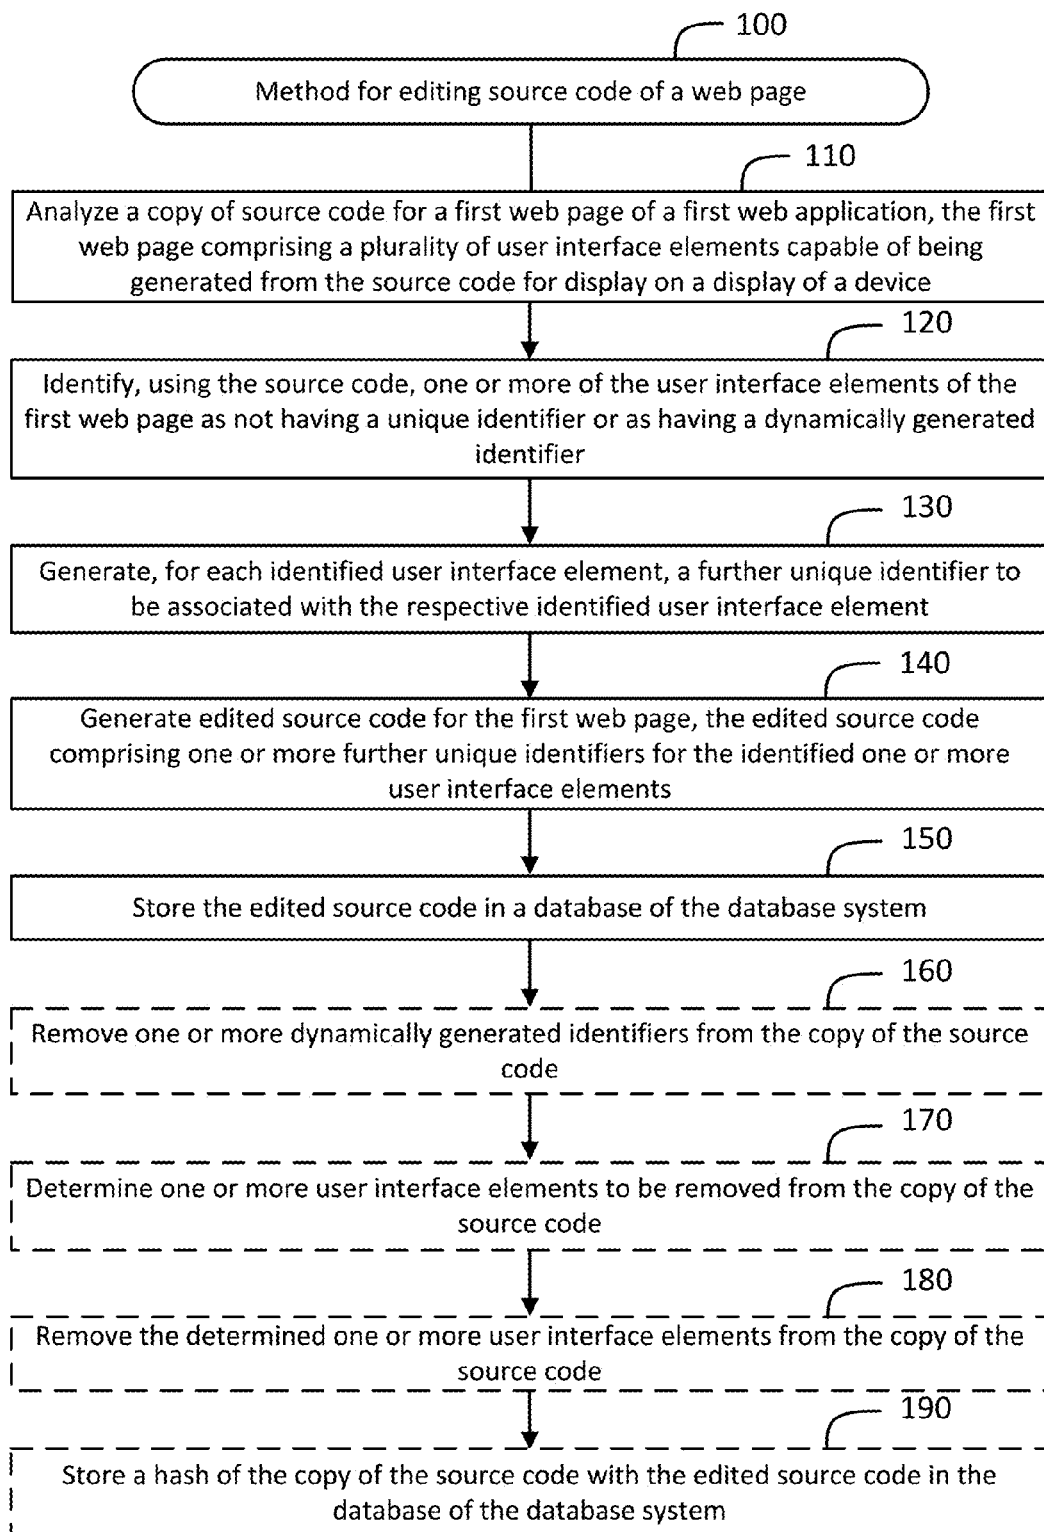 100
Method for editing source code of a web page
110
Analyze a copy of source code for a first web page of a first web application, the first
web page comprising a plurality of user interface elements capable of being
generated from the source code for display on a display of a device
120
Identify, using the source code, one or more of the user interface elements of the
first web page as not having a unique identifier or as having a dynamically generated
identifier
130
Generate, for each identified user interface element, a further unique identifier to
be associated with the respective identified user interface element
140
Generate edited source code for the first web page, the edited source code
comprising one or more further unique identifiers for the identified one or more
user interface elements
150
Store the edited source code in a database of the database system
160
Remove one or more dynamically generated identifiers from the copy of the source
code
170
Determine one or more user interface elements to be removed from the copy of the
source code
180
Remove the determined one or more user interface elements from the copy of the
source code
190
Store a hash of the copy of the source code with the edited source code in the
database of the database system